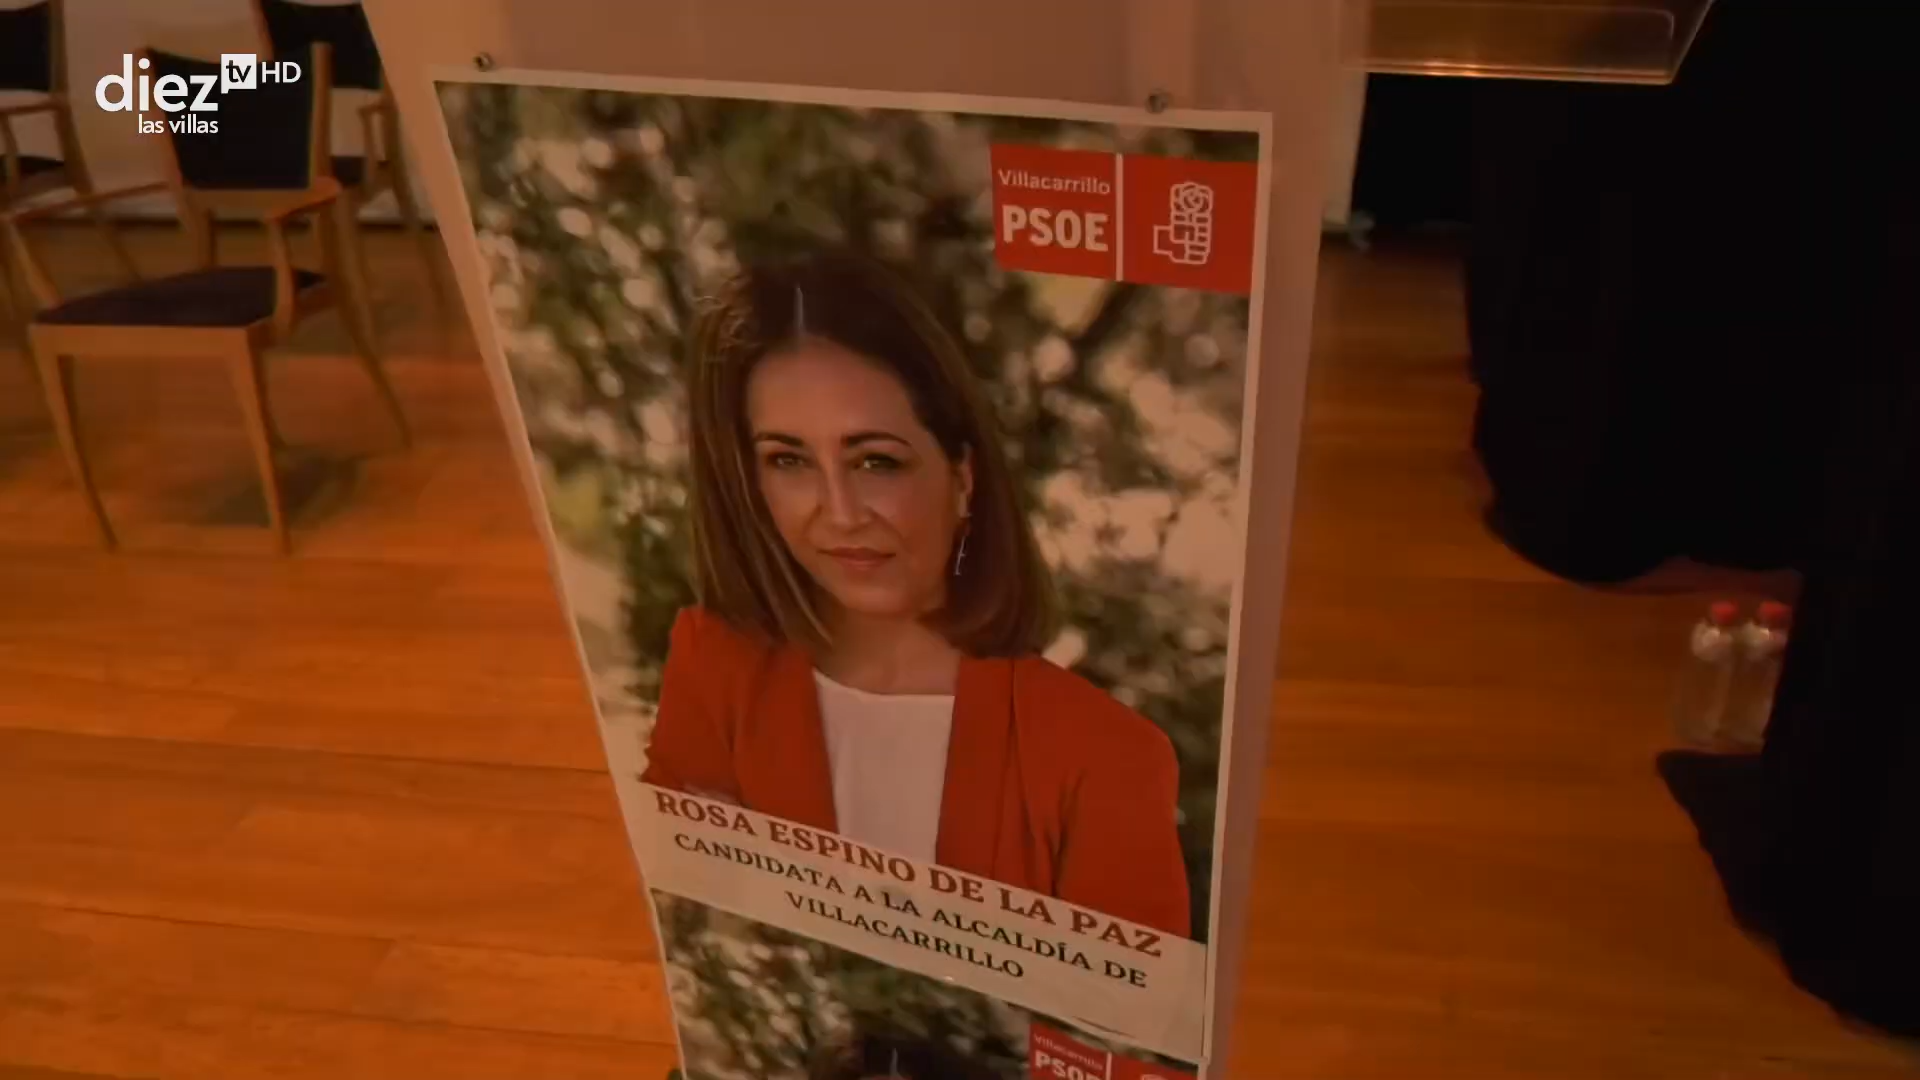 diez tv HD
las villas
Villacarrillo
PSOE
ROSA ESPINO DE LA PAZ
CANDIDATA A LA ALCALDÍA DE
VILLACARRILLO
Villacarrillo
PSOE